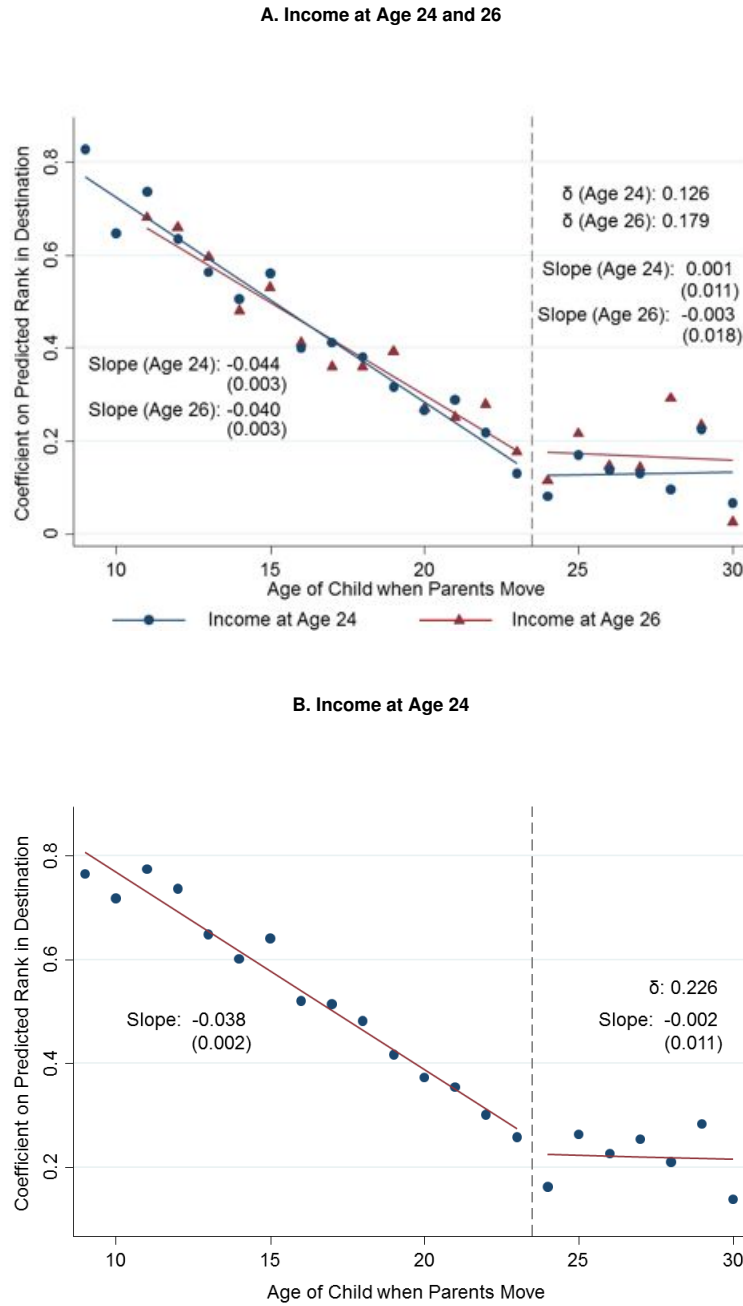 A. Income at Age 24 and 26
Coefficient on Predicted Rank in Destination
0.8
0.6
0.4
0.2
0
δ (Age 24): 0.126
δ (Age 26): 0.179
Slope (Age 24): 0.001
(0.011)
Slope (Age 26): -0.003
(0.018)
Slope (Age 24): -0.044
(0.003)
Slope (Age 26): -0.040
(0.003)
10 15 20 25 30
Age of Child when Parents Move
Income at Age 24 Income at Age 26
B. Income at Age 24
Coefficient on Predicted Rank in Destination
0.8
0.6
0.4
0.2
δ: 0.226
Slope: -0.038
(0.002)
Slope: -0.002
(0.011)
10 15 20 25 30
Age of Child when Parents Move